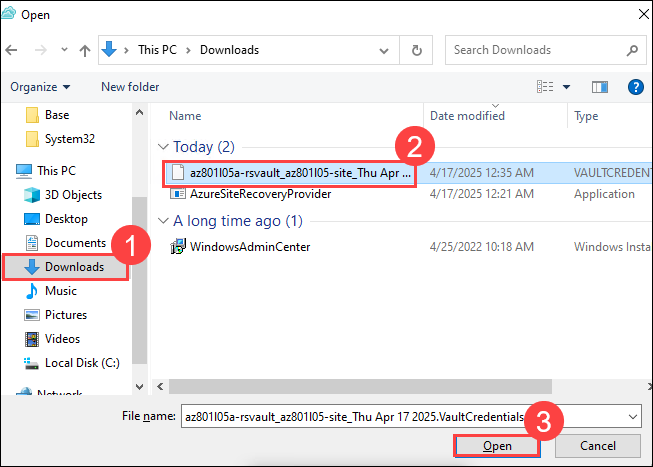 Open
This PC > Downloads
Search Downloads
Organize
New folder
Name
Date modified
Type
Base
System32
This PC
3D Objects
Desktop
Documents
Downloads
Music
Pictures
Videos
Local Disk (C:)
Network
Today (2)
az801l05a-rsvault_az801l05-site_Thu Apr ... 4/17/2025 12:35 AM VAULTCREDENT
AzureSiteRecoveryProvider 4/17/2025 12:21 AM Application
A long time ago (1)
WindowsAdminCenter 4/25/2022 10:18 AM Windows Insta
1
2
File name: az801l05a-rsvault_az801l05-site_Thu Apr 17 2025.VaultCredentials
3
Open
Cancel